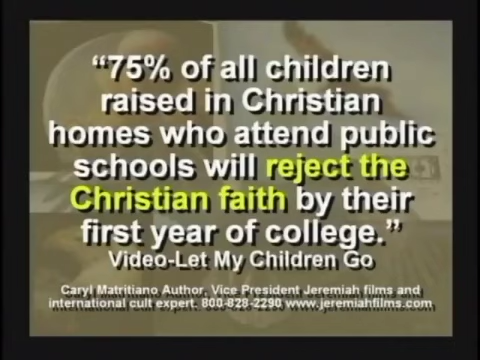 “75% of all children
raised in Christian
homes who attend public
schools will reject the
Christian faith by their
first year of college.”
Video-Let My Children Go
Caryl Matritiano Author, Vice President Jeremiah films and
international cult expert. 800-828-2290 www.jeremiahfilms.com